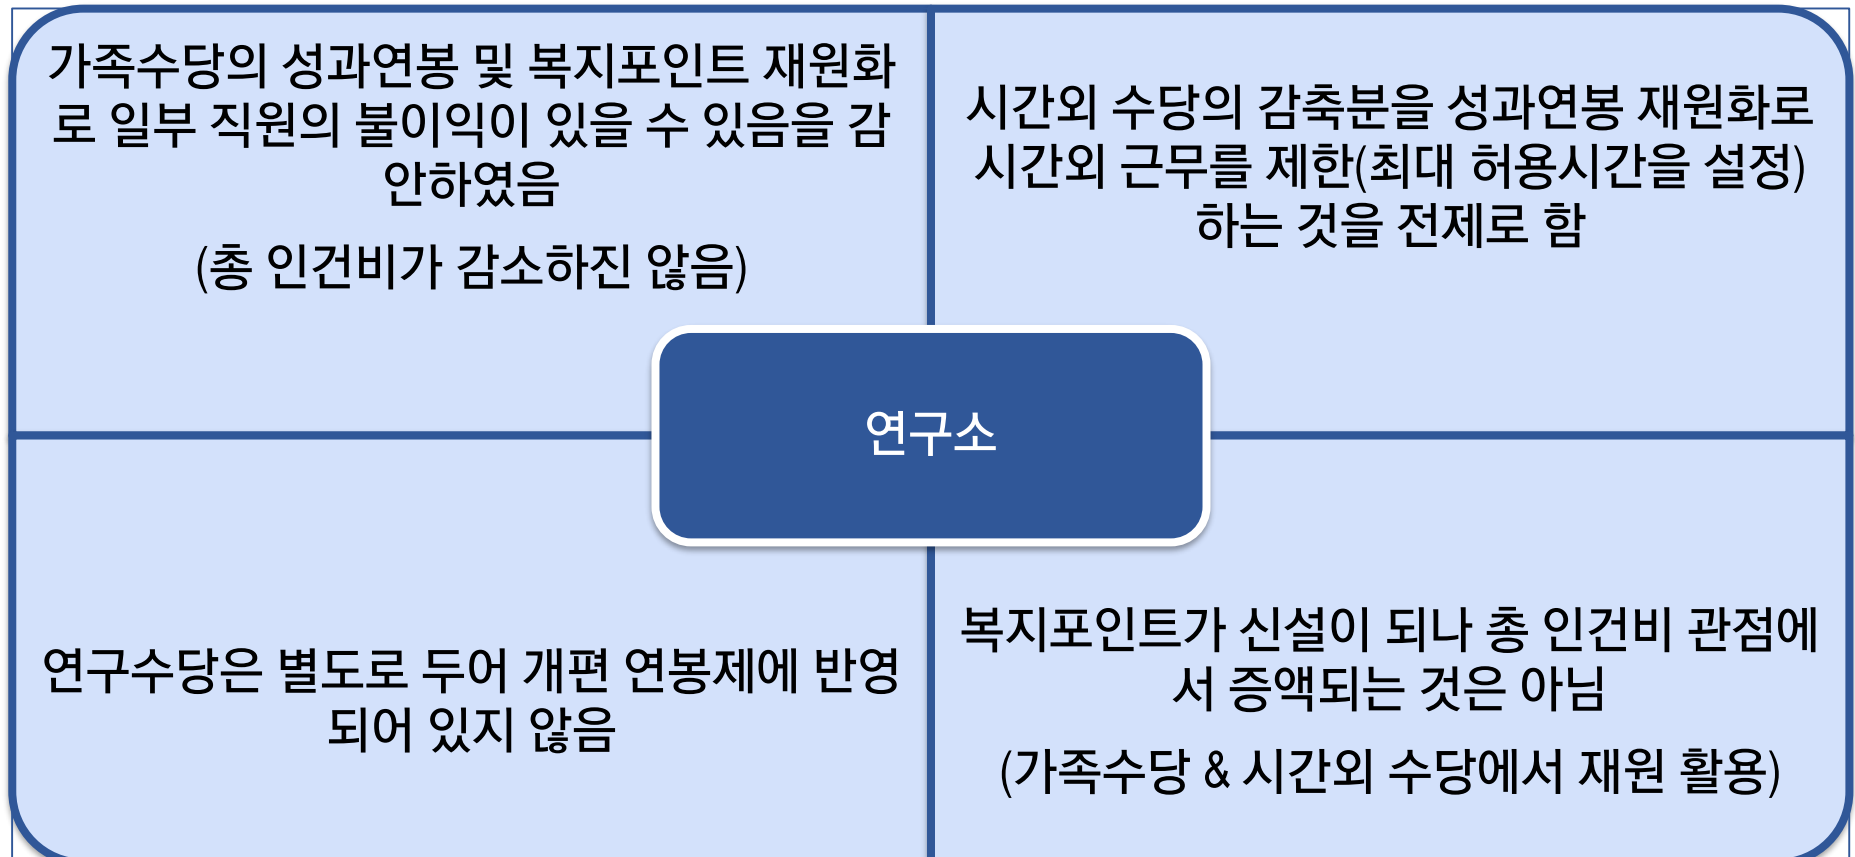 가족수당의 성과연봉 및 복지포인트 재원화
로 일부 직원의 불이익이 있을 수 있음을 감
안하였음
(총 인건비가 감소하진 않음)
시간외 수당의 감축분을 성과연봉 재원화로
시간외 근무를 제한(최대 허용시간을 설정)
하는 것을 전제로 함
연구소
연구수당은 별도로 두어 개편 연봉제에 반영
되어 있지 않음
복지포인트가 신설이 되나 총 인건비 관점에
서 증액되는 것은 아님
(가족수당 & 시간외 수당에서 재원 활용)